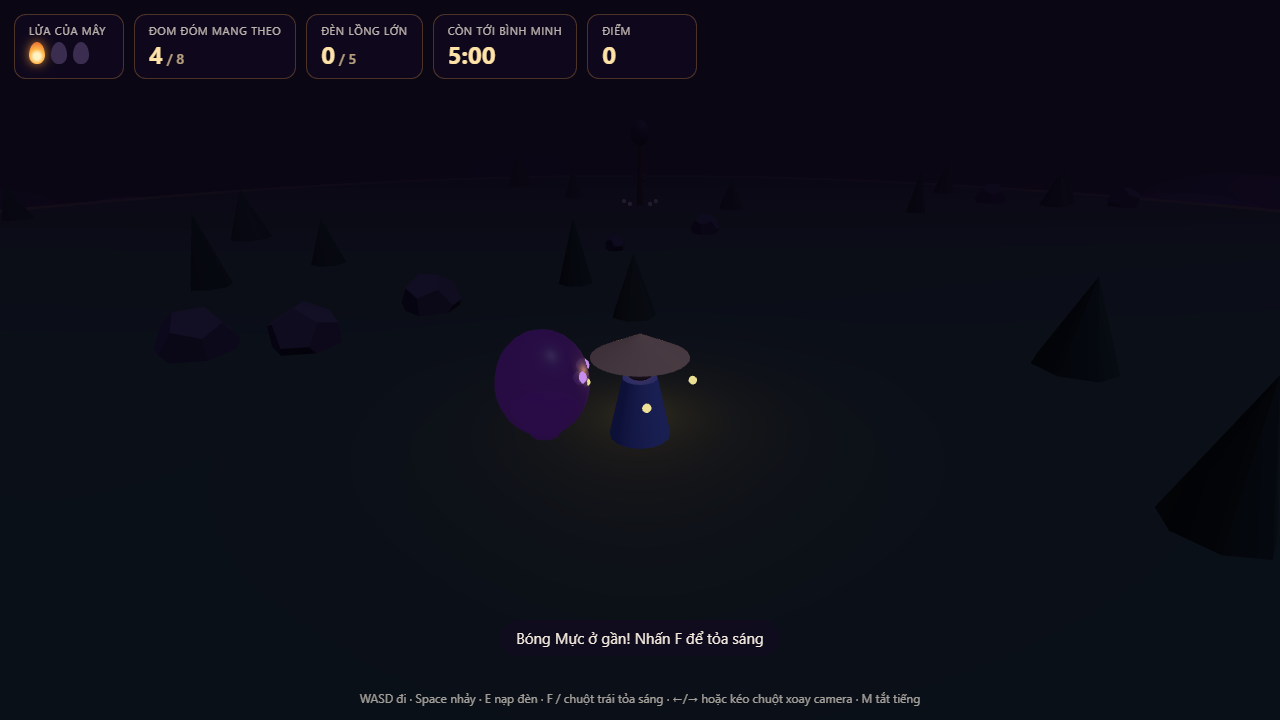 LỬA CỦA MÂY
ĐOM ĐÓM MANG THEO
4 / 8
ĐÈN LỒNG LỚN
0 / 5
CÒN TỚI BÌNH MINH
5:00
ĐIỂM
0
Bóng Mực ở gần! Nhấn F để tỏa sáng
WASD đi · Space nhảy · E nạp đèn · F / chuột trái tỏa sáng · ←/→ hoặc kéo chuột xoay camera · M tắt tiếng